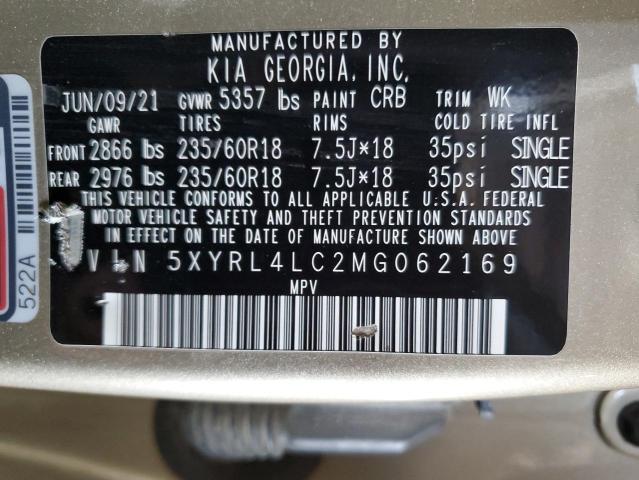 MANUFACTURED BY
KIA GEORGIA, INC.
JUN/09/21 GVWR 5357 lbs PAINT CRB TRIM WK
GAWR TIRES RIMS COLD TIRE INFL
FRONT 2866 lbs 235/60R18 7.5J*18 35psi SINGLE
REAR 2976 lbs 235/60R18 7.5J*18 35psi SINGLE
THIS VEHICLE CONFORMS TO ALL APPLICABLE U.S.A. FEDERAL
MOTOR VEHICLE SAFETY AND THEFT PREVENTION STANDARDS
IN EFFECT ON THE DATE OF MANUFACTURE SHOWN ABOVE.
VIN 5XYRL4LC2MG062169
MPV
522A